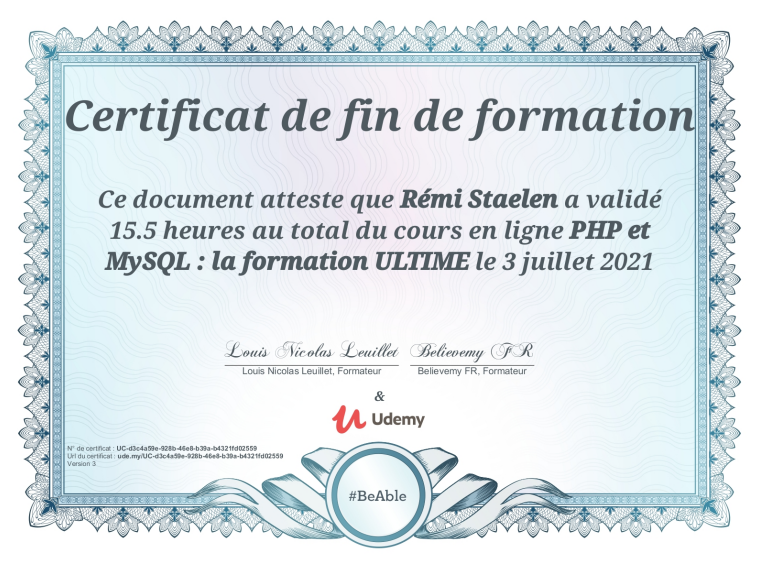 Certificat de fin de formation
Ce document atteste que Rémi Staelen a validé
15.5 heures au total du cours en ligne PHP et
MySQL : la formation ULTIME le 3 juillet 2021
Louis Nicolas Leuillet Believemy FR
Louis Nicolas Leuillet, Formateur Believemy FR, Formateur
&
Udemy
N° de certificat : UC-d3c4a59e-928b-46e8-b39a-b4321fd02559
Url du certificat : ude.my/UC-d3c4a59e-928b-46e8-b39a-b4321fd02559
Version 3
#BeAble